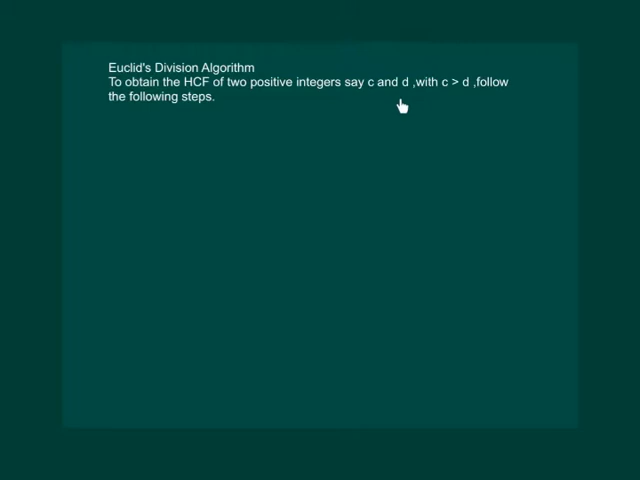 Euclid's Division Algorithm
To obtain the HCF of two positive integers say c and d ,with c > d ,follow
the following steps.